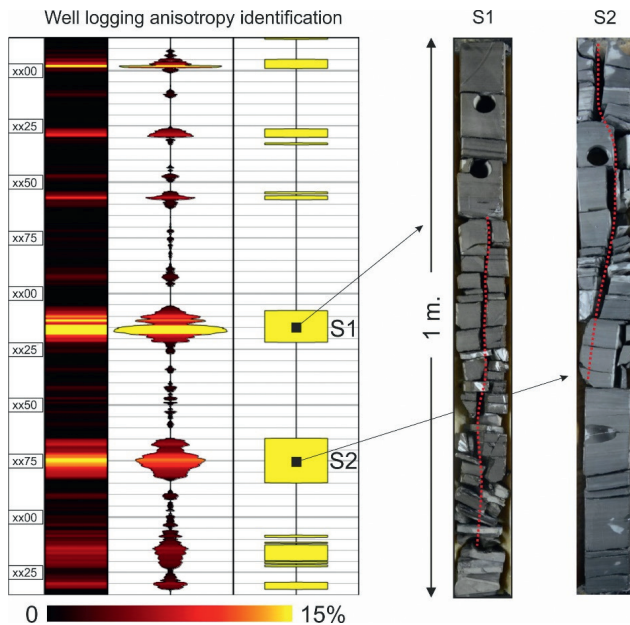 Well logging anisotropy identification
S1
S2
xx00
xx25
xx50
xx75
xx00
S1
xx25
xx50
xx75
S2
xx00
xx25
1 m.
0
15%